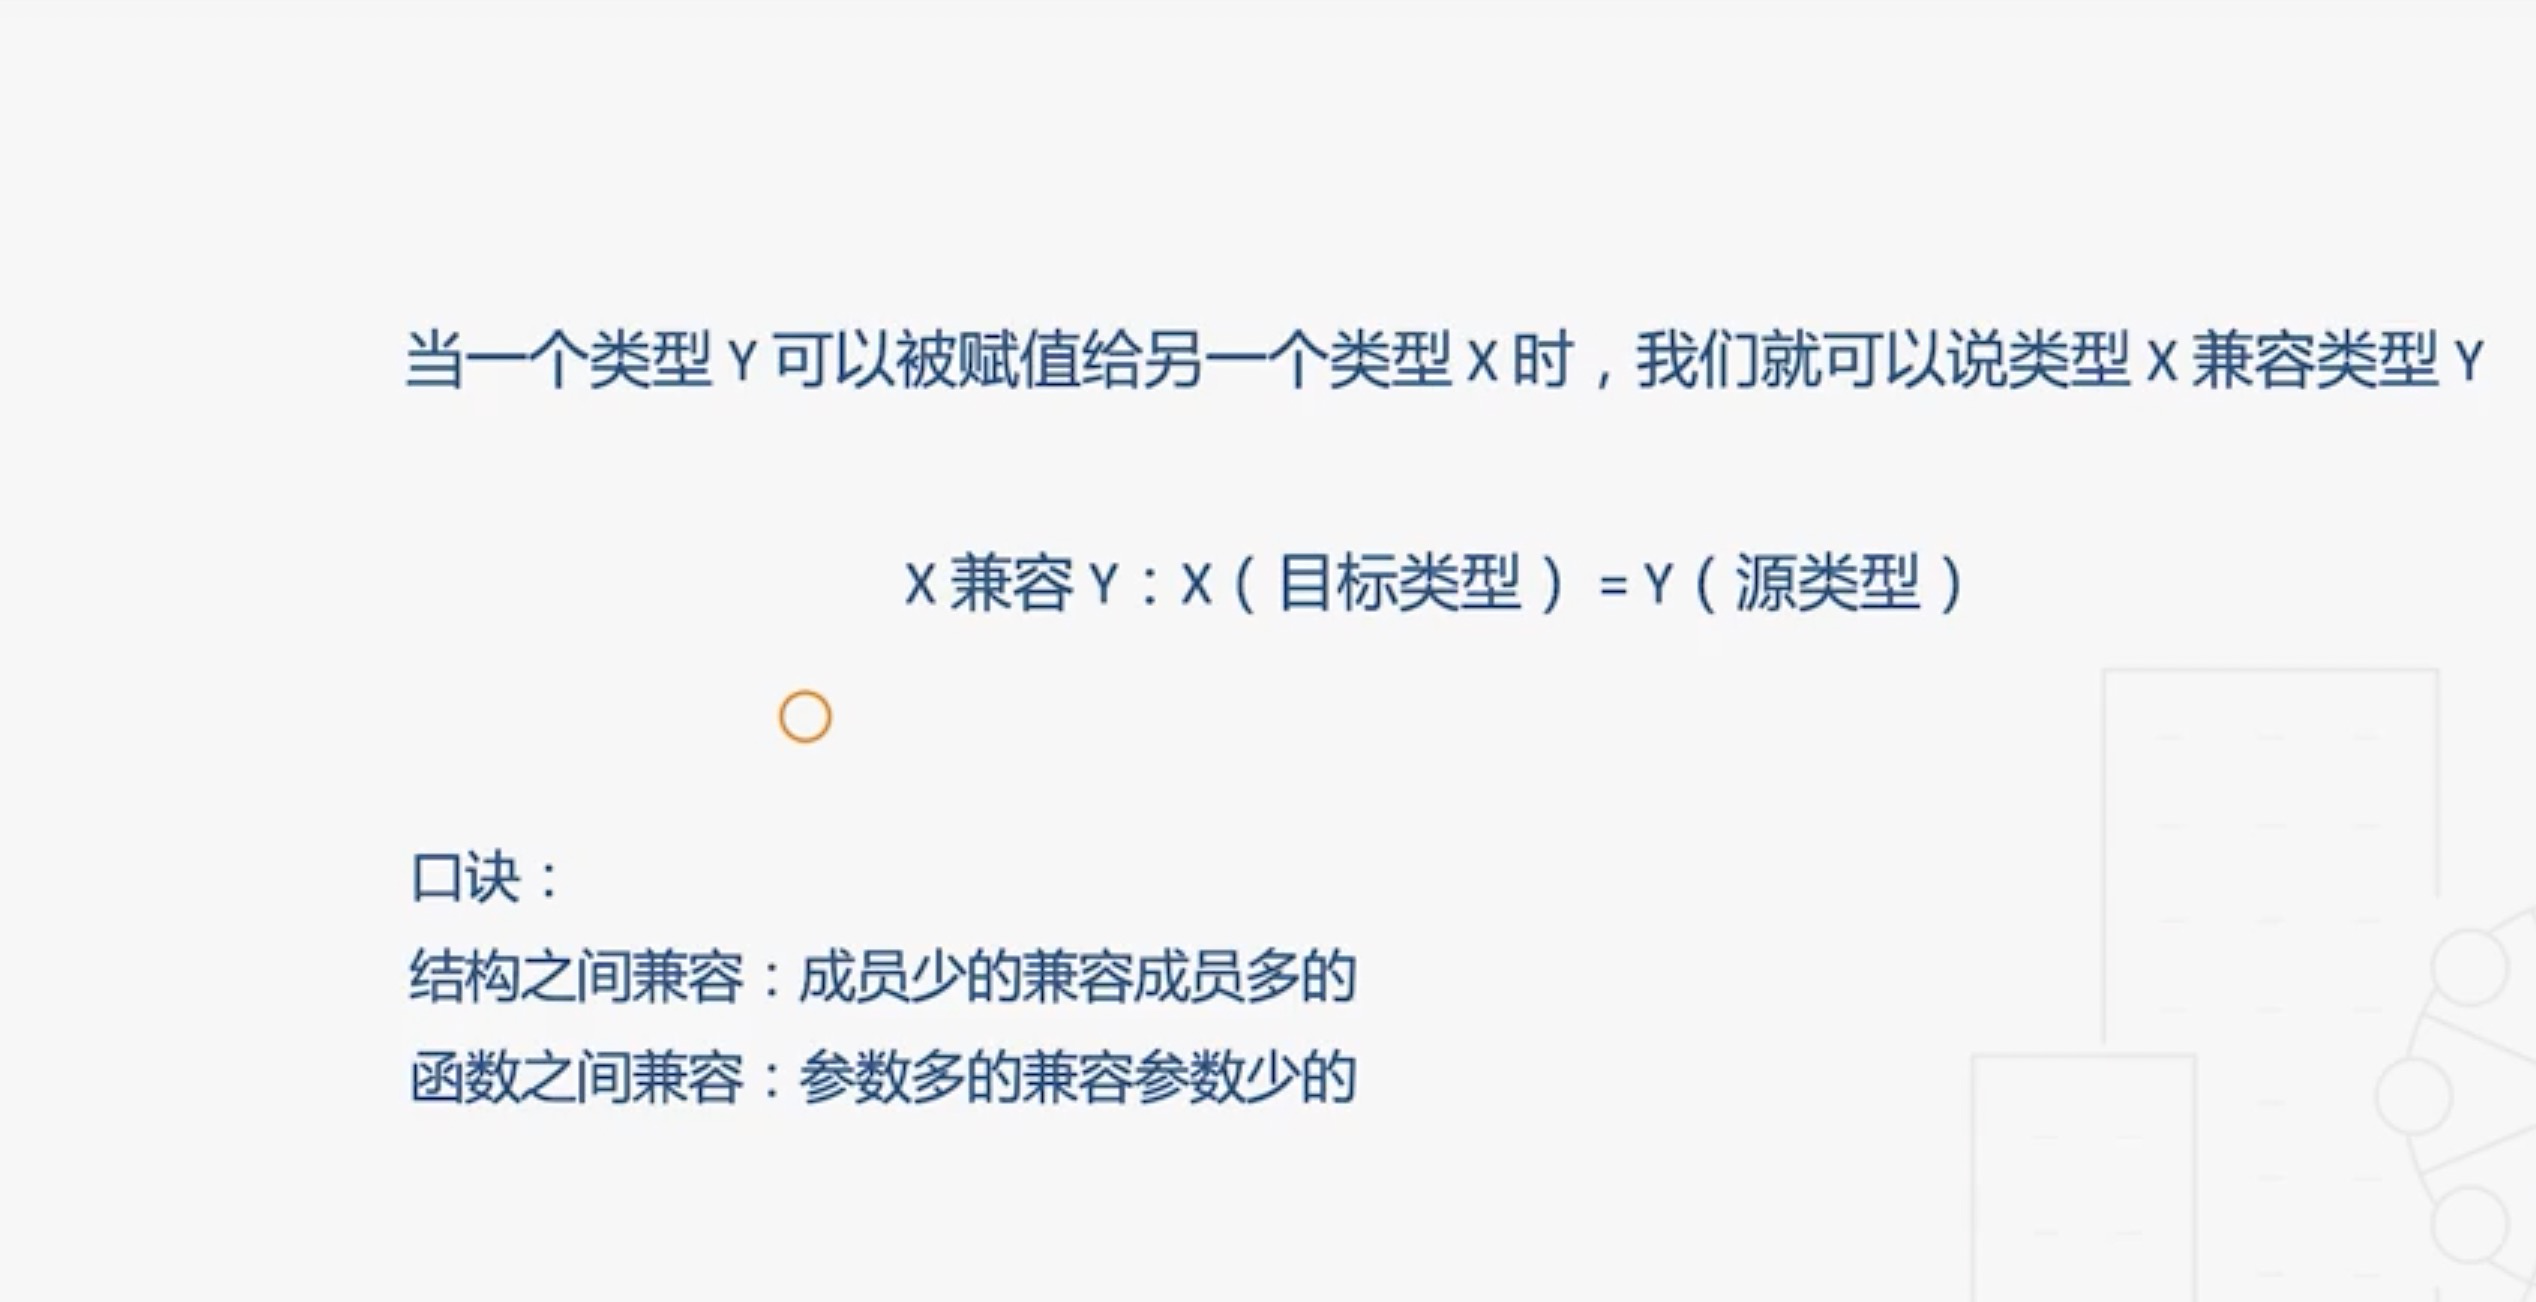 当一个类型 Y 可以被赋值给另一个类型 X 时，我们就可以说类型 X 兼容类型 Y
X 兼容 Y：X（目标类型）= Y（源类型）
口诀：
结构之间兼容：成员少的兼容成员多的
函数之间兼容：参数多的兼容参数少的